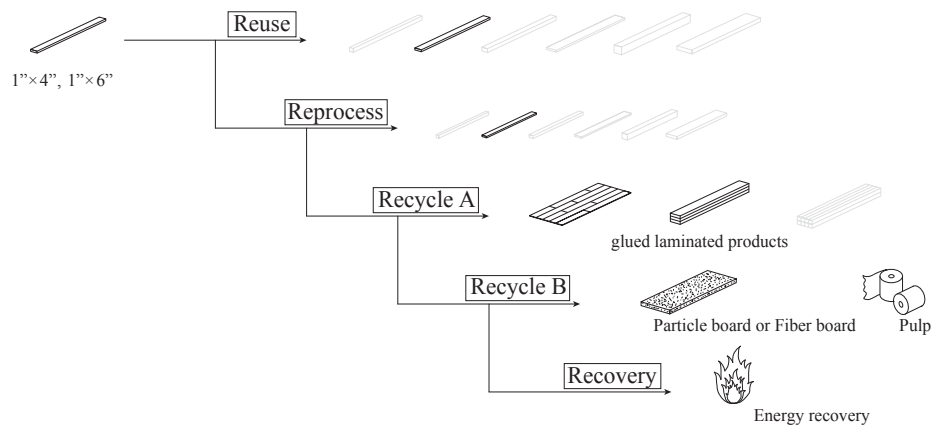 Reuse
1”×4”, 1”×6”
Reprocess
Recycle A
glued laminated products
Recycle B
Particle board or Fiber board
Pulp
Recovery
Energy recovery